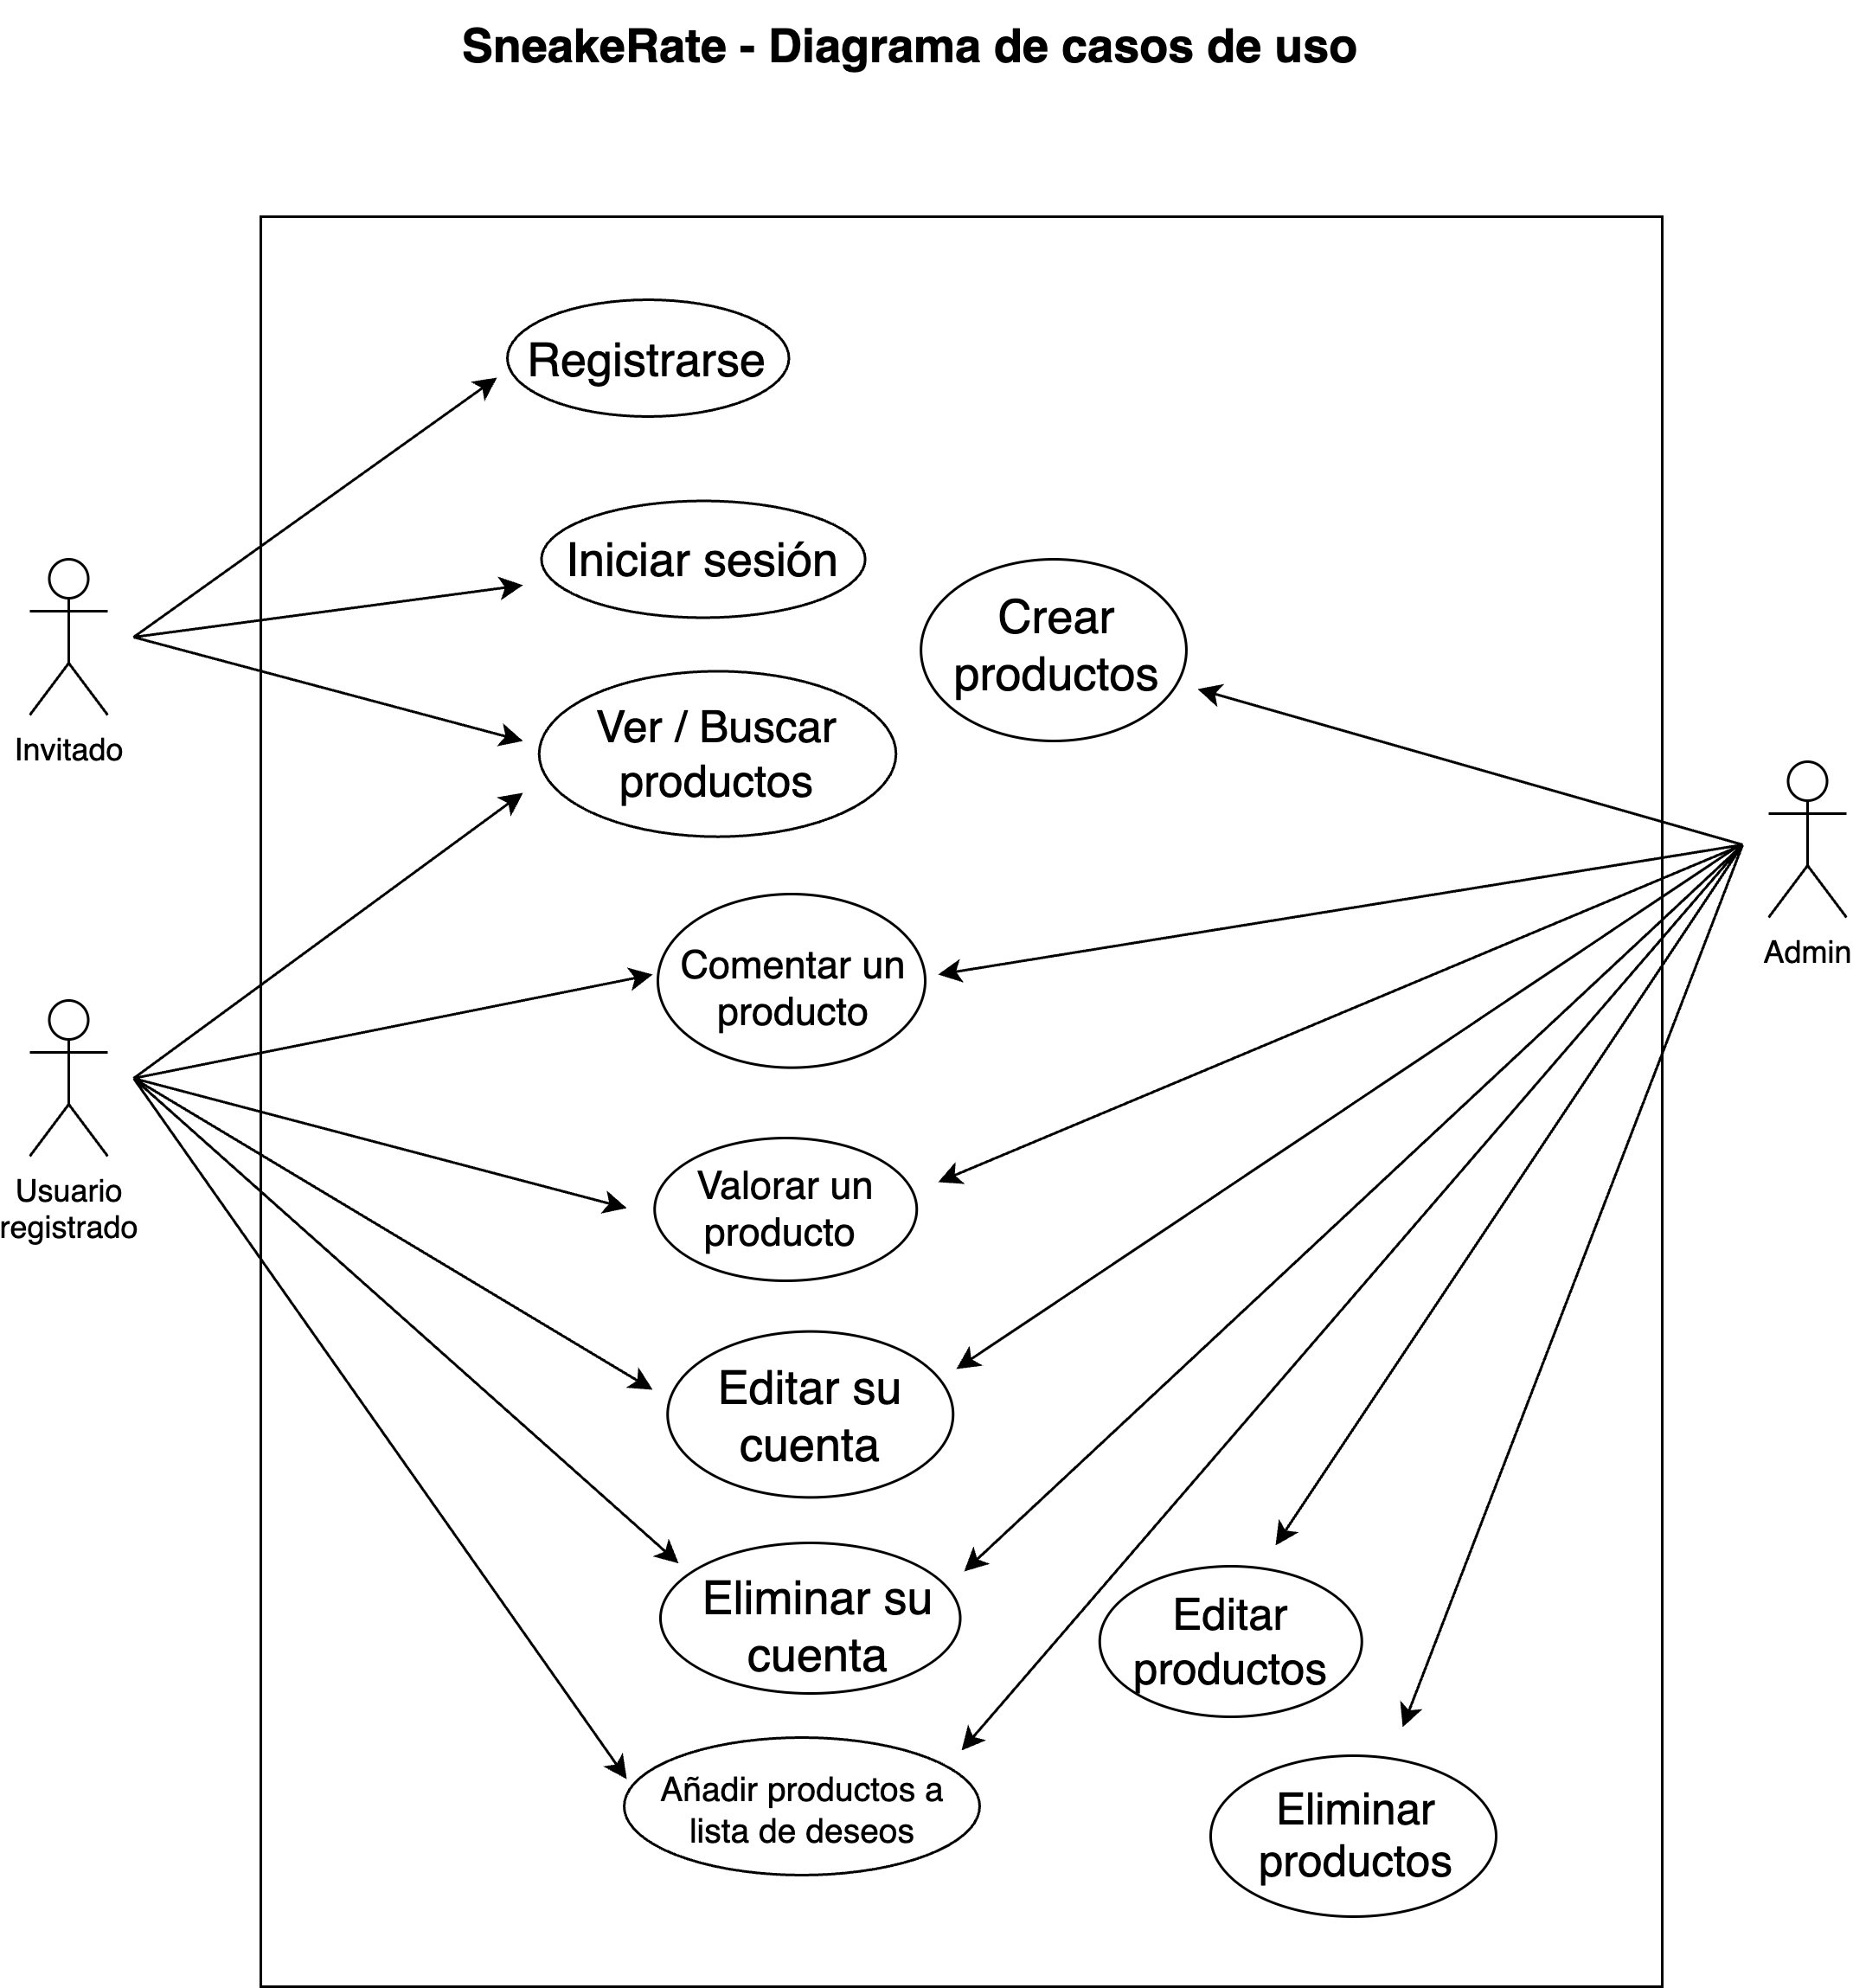 SneakeRate - Diagrama de casos de uso
Registrarse
Iniciar sesión
Crear
productos
Ver / Buscar
productos
Invitado
Comentar un
producto
Admin
Usuario
registrado
Valorar un
producto
Editar su
cuenta
Eliminar su
cuenta
Editar
productos
Añadir productos a
lista de deseos
Eliminar
productos